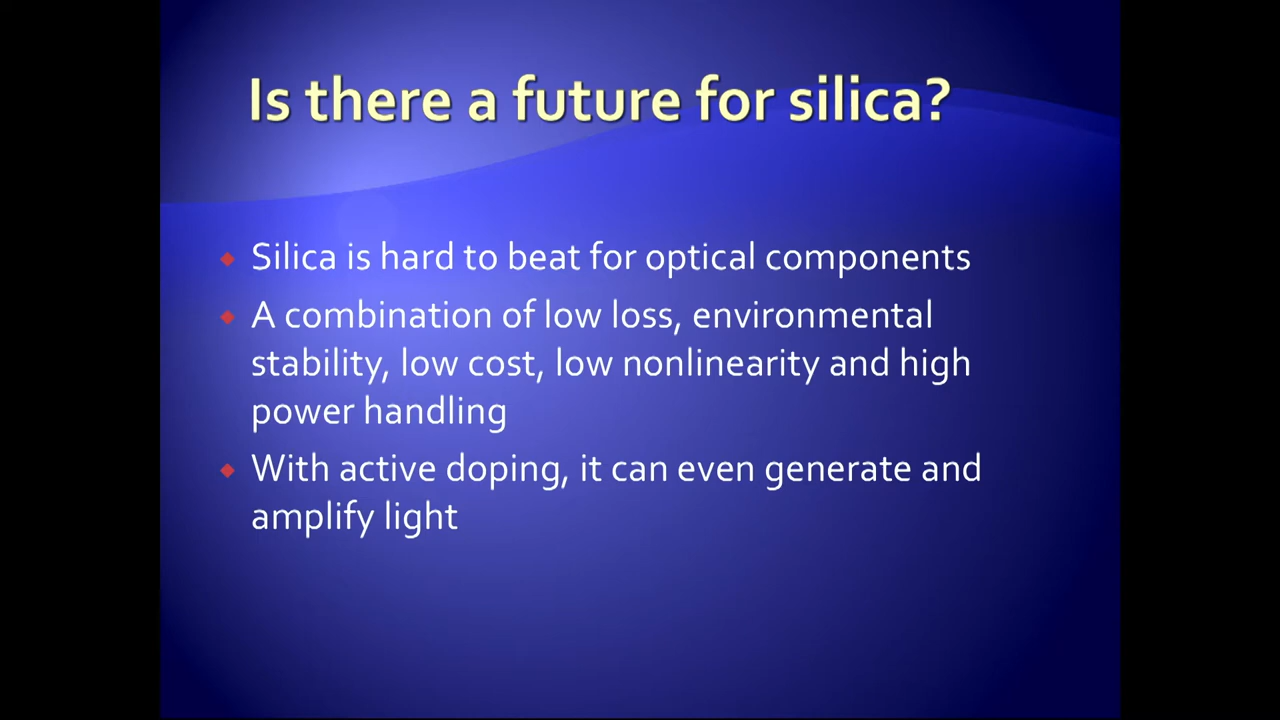 Is there a future for silica?
Silica is hard to beat for optical components
A combination of low loss, environmental
stability, low cost, low nonlinearity and high
power handling
With active doping, it can even generate and
amplify light